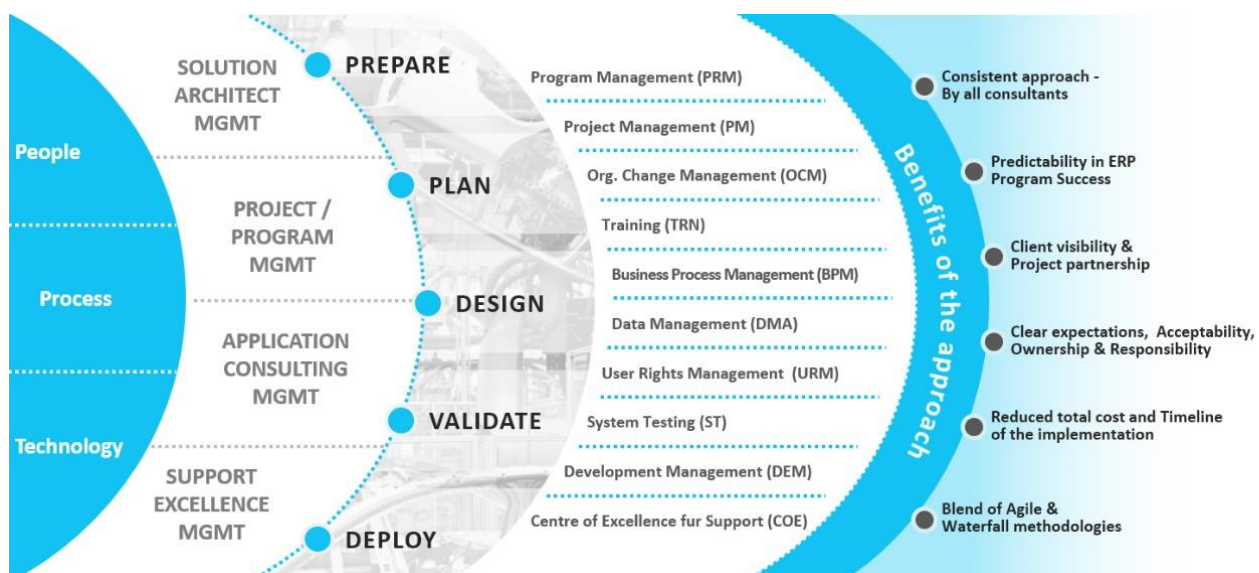 People
Process
Technology
SOLUTION
ARCHITECT
MGMT
PROJECT /
PROGRAM
MGMT
APPLICATION
CONSULTING
MGMT
SUPPORT
EXCELLENCE
MGMT
PREPARE
PLAN
DESIGN
VALIDATE
DEPLOY
Program Management (PRM)
Project Management (PM)
Org. Change Management (OCM)
Training (TRN)
Business Process Management (BPM)
Data Management (DMA)
User Rights Management (URM)
System Testing (ST)
Development Management (DEM)
Centre of Excellence fur Support (COE)
Benefits of the approach
Consistent approach -
By all consultants
Predictability in ERP
Program Success
Client visibility &
Project partnership
Clear expectations, Acceptability,
Ownership & Responsibility
Reduced total cost and Timeline
of the implementation
Blend of Agile &
Waterfall methodologies